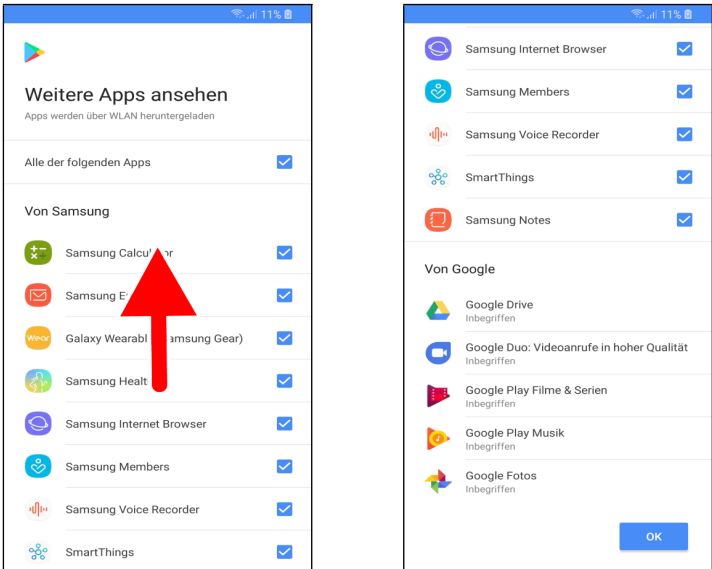 11%
Weitere Apps ansehen
Apps werden über WLAN heruntergeladen
Alle der folgenden Apps
Von Samsung
Samsung
Samsung
Wear
Galaxy amsung Gear)
Samsung
Samsung Internet Browser
Samsung Members
Samsung Voice Recorder
SmartThings
11%
Samsung Internet Browser
Samsung Members
Samsung Voice Recorder
SmartThings
Samsung Notes
Von Google
Google Drive
Inbegriffen
Google Duo: Videoanrufe in hoher Qualität
Inbegriffen
Google Play Filme & Serien
Inbegriffen
Google Play Musik
Inbegriffen
Google Fotos
Inbegriffen
OK